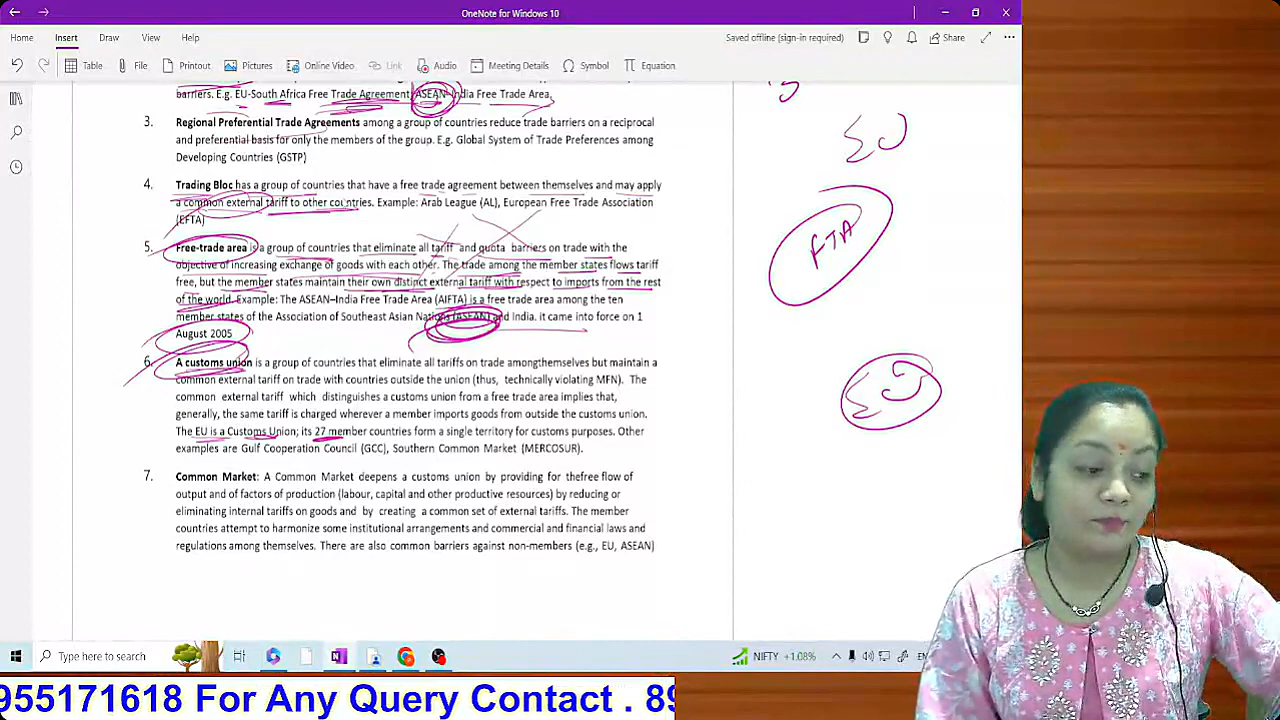 OneNote for Windows 10
Home Insert Draw View Help
Saved offline (sign-in required) Share
Table File Printout Pictures Online Video Link Audio Meeting Details Symbol Equation
barriers. E.g. EU-South Africa Free Trade Agreement, ASEAN-India Free Trade Area.
3. Regional Preferential Trade Agreements among a group of countries reduce trade barriers on a reciprocal
and preferential basis for only the members of the group. E.g. Global System of Trade Preferences among
Developing Countries (GSTP)
4. Trading Bloc has a group of countries that have a free trade agreement between themselves and may apply
a common external tariff to other countries. Example: Arab League (AL), European Free Trade Association
(EFTA)
5. Free-trade area is a group of countries that eliminate all tariff and quota barriers on trade with the
objective of increasing exchange of goods with each other. The trade among the member states flows tariff
free, but the member states maintain their own distinct external tariff with respect to imports from the rest
of the world. Example: The ASEAN–India Free Trade Area (AIFTA) is a free trade area among the ten
member states of the Association of Southeast Asian Nations (ASEAN) and India. it came into force on 1
August 2005
6. A customs union is a group of countries that eliminate all tariffs on trade amongthemselves but maintain a
common external tariff on trade with countries outside the union (thus, technically violating MFN). The
common external tariff which distinguishes a customs union from a free trade area implies that,
generally, the same tariff is charged wherever a member imports goods from outside the customs union.
The EU is a Customs Union; its 27 member countries form a single territory for customs purposes. Other
examples are Gulf Cooperation Council (GCC), Southern Common Market (MERCOSUR).
7. Common Market: A Common Market deepens a customs union by providing for thefree flow of
output and of factors of production (labour, capital and other productive resources) by reducing or
eliminating internal tariffs on goods and by creating a common set of external tariffs. The member
countries attempt to harmonize some institutional arrangements and commercial and financial laws and
regulations among themselves. There are also common barriers against non-members (e.g., EU, ASEAN)
EU
FTA
EU
Type here to search
NIFTY +1.08%
955171618 For Any Query Contact . 89